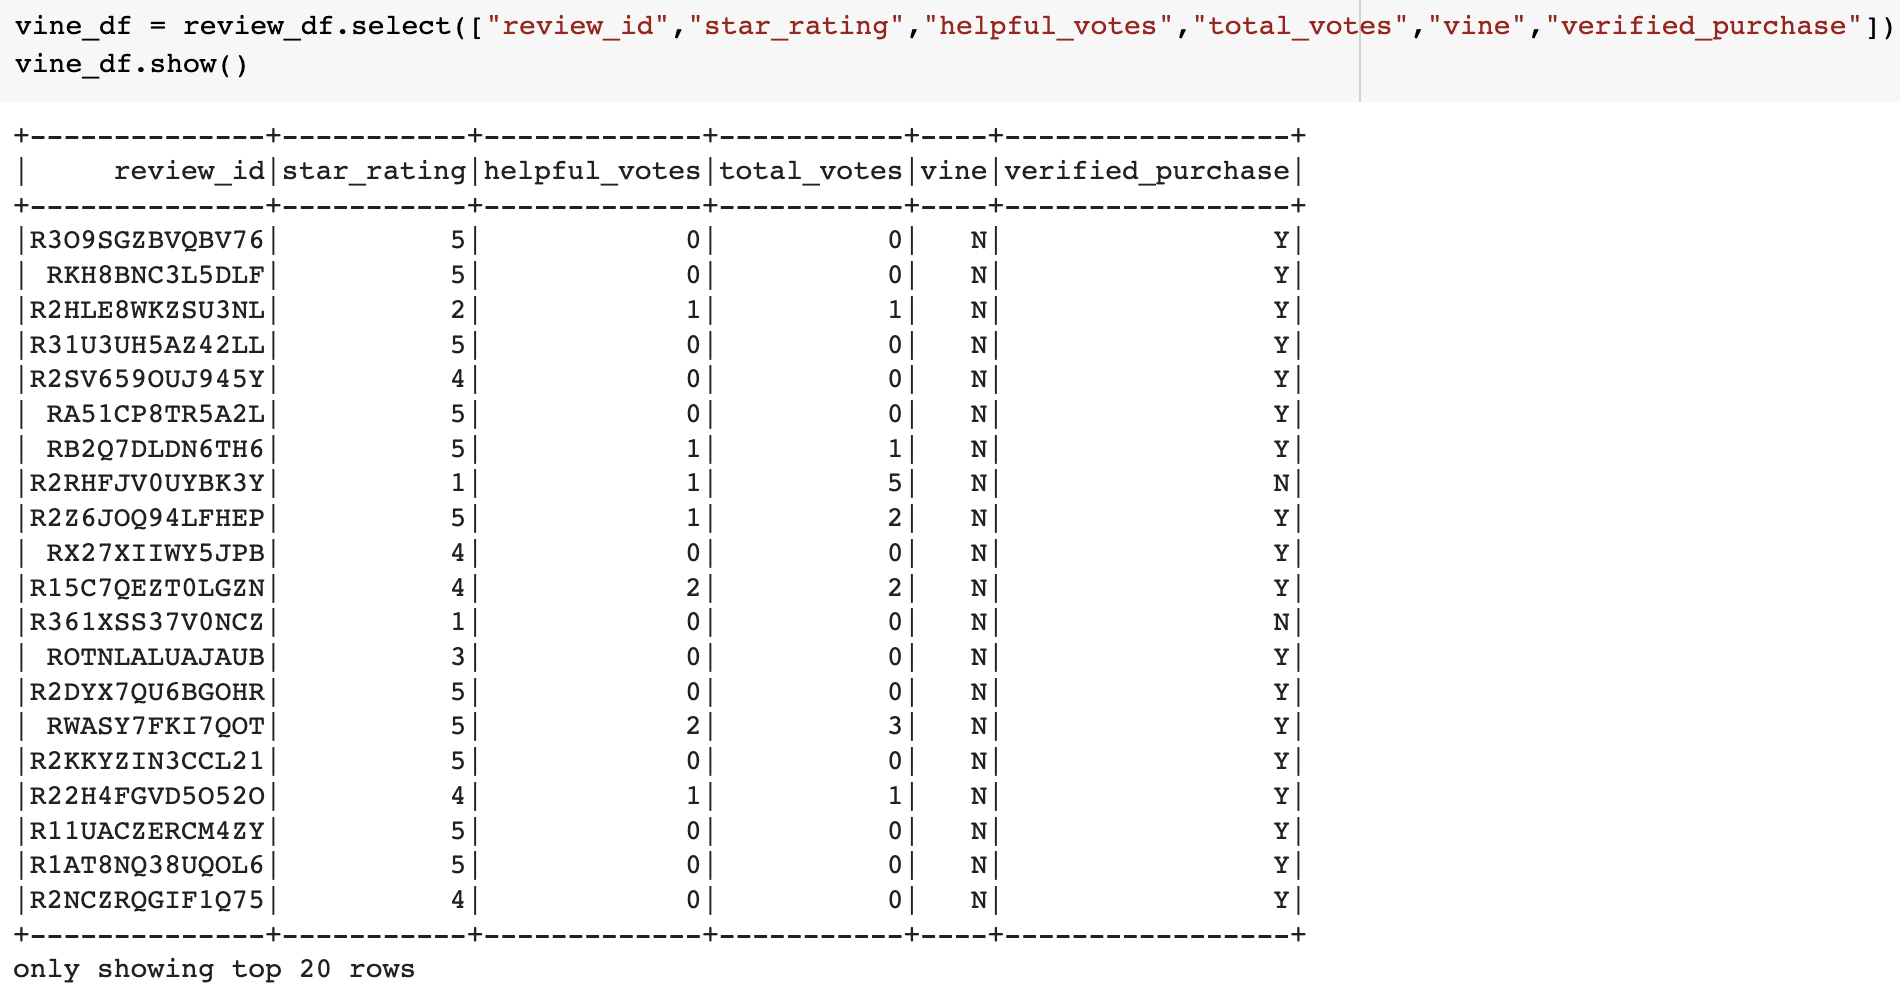 vine_df = review_df.select(["review_id","star_rating","helpful_votes","total_votes","vine","verified_purchase"])
vine_df.show()
+--------------+-----------+-------------+-----------+----+-----------------+
|     review_id|star_rating|helpful_votes|total_votes|vine|verified_purchase|
+--------------+-----------+-------------+-----------+----+-----------------+
|R3O9SGZBVQBV76|          5|            0|          0|   N|                Y|
| RKH8BNC3L5DLF|          5|            0|          0|   N|                Y|
|R2HLE8WKZSU3NL|          2|            1|          1|   N|                Y|
|R31U3UH5AZ42LL|          5|            0|          0|   N|                Y|
|R2SV659OUJ945Y|          4|            0|          0|   N|                Y|
| RA51CP8TR5A2L|          5|            0|          0|   N|                Y|
| RB2Q7DLDN6TH6|          5|            1|          1|   N|                Y|
|R2RHFJV0UYBK3Y|          1|            1|          5|   N|                N|
|R2Z6JOQ94LFHEP|          5|            1|          2|   N|                Y|
| RX27XIIWY5JPB|          4|            0|          0|   N|                Y|
|R15C7QEZT0LGZN|          4|            2|          2|   N|                Y|
|R361XSS37V0NCZ|          1|            0|          0|   N|                N|
| ROTNLALUAJAUB|          3|            0|          0|   N|                Y|
|R2DYX7QU6BGOHR|          5|            0|          0|   N|                Y|
| RWASY7FKI7QOT|          5|            2|          3|   N|                Y|
|R2KKYZIN3CCL21|          5|            0|          0|   N|                Y|
|R22H4FGVD5O52O|          4|            1|          1|   N|                Y|
|R11UACZERCM4ZY|          5|            0|          0|   N|                Y|
|R1AT8NQ38UQOL6|          5|            0|          0|   N|                Y|
|R2NCZRQGIF1Q75|          4|            0|          0|   N|                Y|
+--------------+-----------+-------------+-----------+----+-----------------+
only showing top 20 rows